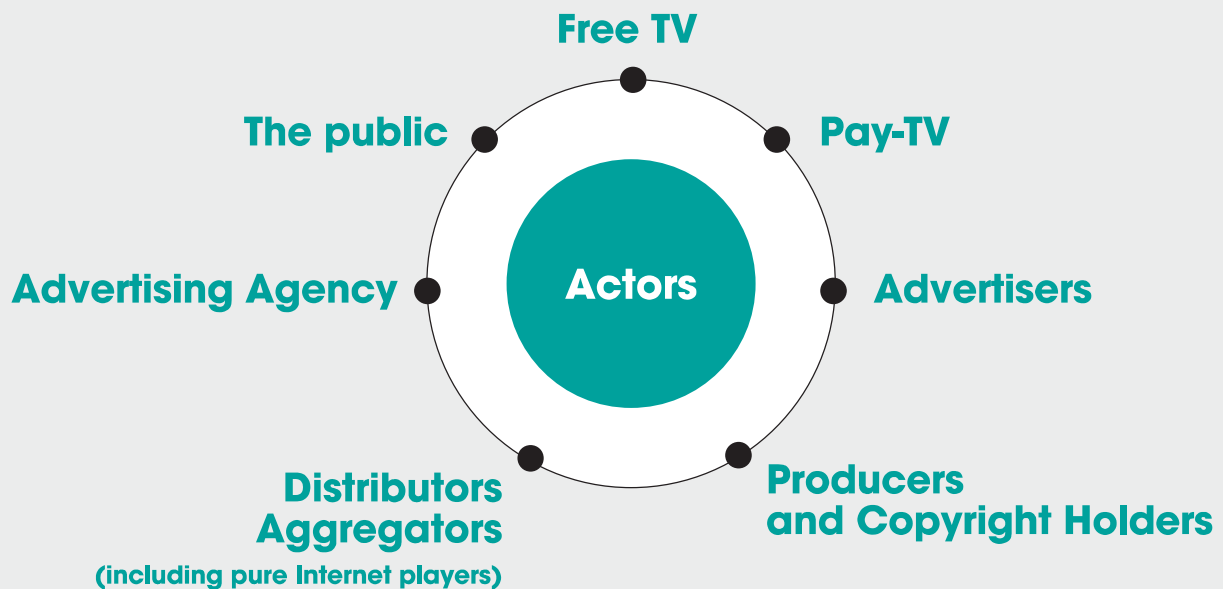 Free TV
The public
Pay-TV
Advertising Agency
Actors
Advertisers
Distributors
Aggregators
(including pure Internet players)
Producers
and Copyright Holders